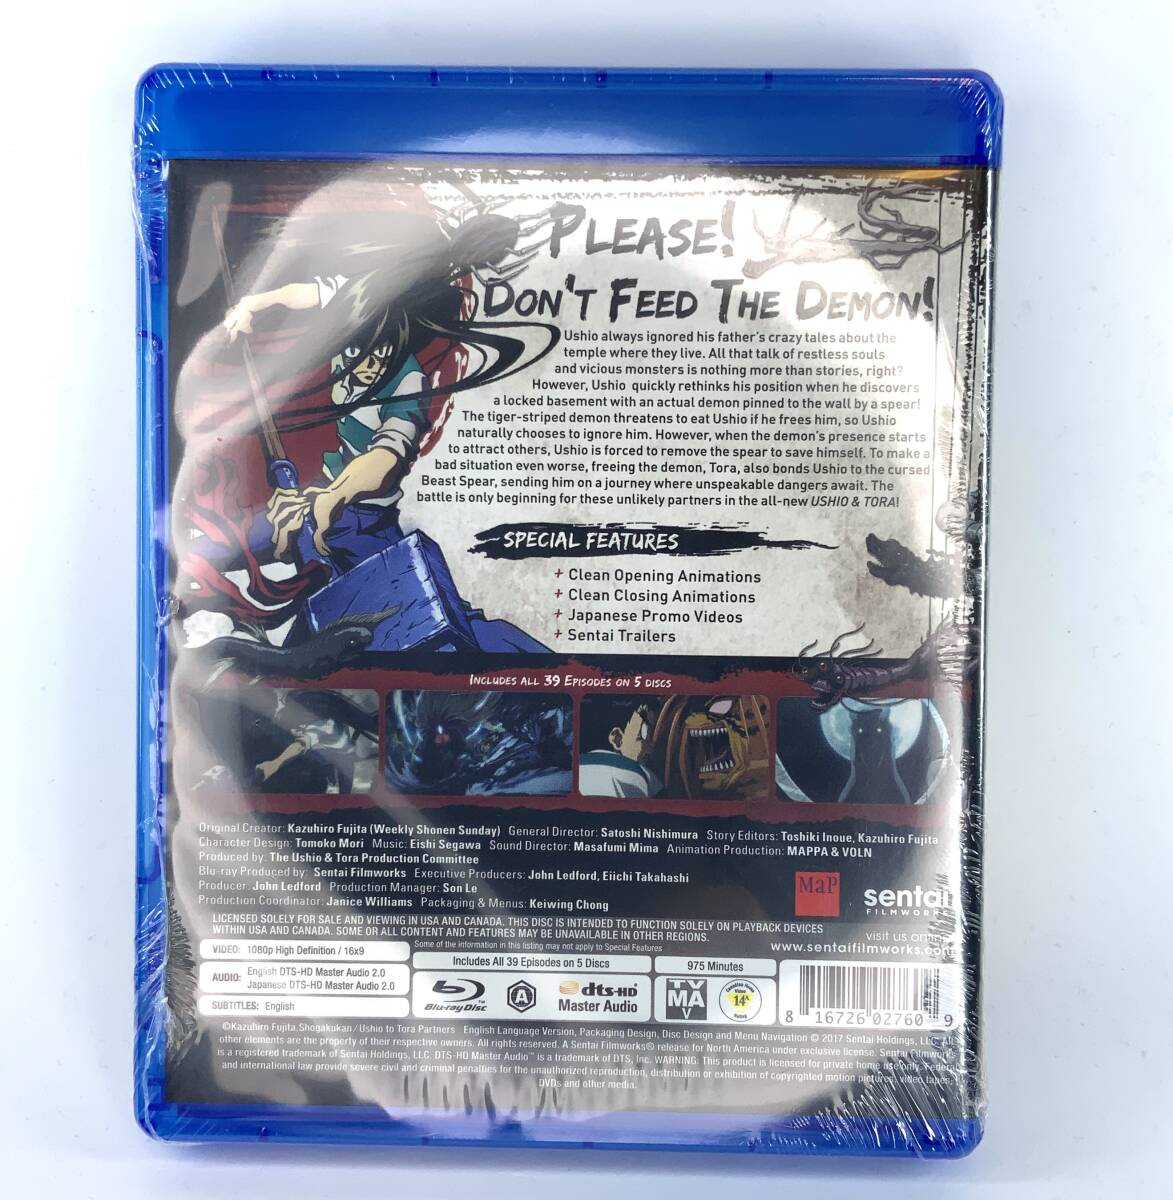 PLEASE!
DON'T FEED THE DEMON!
Ushio always ignored his father's crazy tales about the
temple where they live. All that talk of restless souls
and vicious monsters is nothing more than stories, right?
However, Ushio quickly rethinks his position when he discovers
a locked basement with an actual demon pinned to the wall by a spear!
The tiger-striped demon threatens to eat Ushio if he frees him, so Ushio
naturally chooses to ignore him. However, when the demon's presence starts
to attract others, Ushio is forced to remove the spear to save himself. To make a
bad situation even worse, freeing the demon, Tora, also bonds Ushio to the cursed
Beast Spear, sending him on a journey where unspeakable dangers await. The
battle is only beginning for these unlikely partners in the all-new USHIO & TORA!
SPECIAL FEATURES
+ Clean Opening Animations
+ Clean Closing Animations
+ Japanese Promo Videos
+ Sentai Trailers
INCLUDES ALL 39 EPISODES ON 5 DISCS
Original Creator: Kazuhiro Fujita (Weekly Shonen Sunday) General Director: Satoshi Nishimura Story Editors: Toshiki Inoue, Kazuhiro Fujita
Character Design: Tomoko Mori Music: Eishi Segawa Sound Director: Masafumi Mima Animation Production: MAPPA & VOLN
Produced by: The Ushio & Tora Production Committee
Blu-ray Produced by: Sentai Filmworks Executive Producers: John Ledford, Eiichi Takahashi
Producer: John Ledford Production Manager: Son Le
Production Coordinator: Janice Williams Packaging & Menus: Keiwing Chong
MaP
sentai
FILMWORKS
LICENSED SOLELY FOR SALE AND VIEWING IN USA AND CANADA. THIS DISC IS INTENDED TO FUNCTION SOLELY ON PLAYBACK DEVICES
WITHIN USA AND CANADA. SOME OR ALL CONTENT AND FEATURES MAY BE UNAVAILABLE IN OTHER REGIONS.
visit us online
www.sentaifilmworks.com
Some of the information in this listing may not apply to Special Features
VIDEO: 1080p High Definition / 16x9
AUDIO: English DTS-HD Master Audio 2.0
Japanese DTS-HD Master Audio 2.0
SUBTITLES: English
Includes All 39 Episodes on 5 Discs
975 Minutes
Blu-ray Disc
A
dts-HD
Master Audio
TV
MA
V
Canadian Home
Video
14A
8 16726 02760 9
©Kazuhiro Fujita, Shogakukan / Ushio to Tora Partners English Language Version, Packaging Design, Disc Design and Menu Navigation © 2017 Sentai Holdings, LLC. All
other elements are the property of their respective owners. All rights reserved. A Sentai Filmworks® release for North America under exclusive license. Sentai Filmworks
is a registered trademark of Sentai Holdings, LLC DTS-HD Master Audio™ is a trademark of DTS, Inc. WARNING: This product is licensed for private home use only. Federal
and international law provide severe civil and criminal penalties for the unauthorized reproduction, distribution or exhibition of copyrighted motion pictures, video tapes,
DVDs and other media.